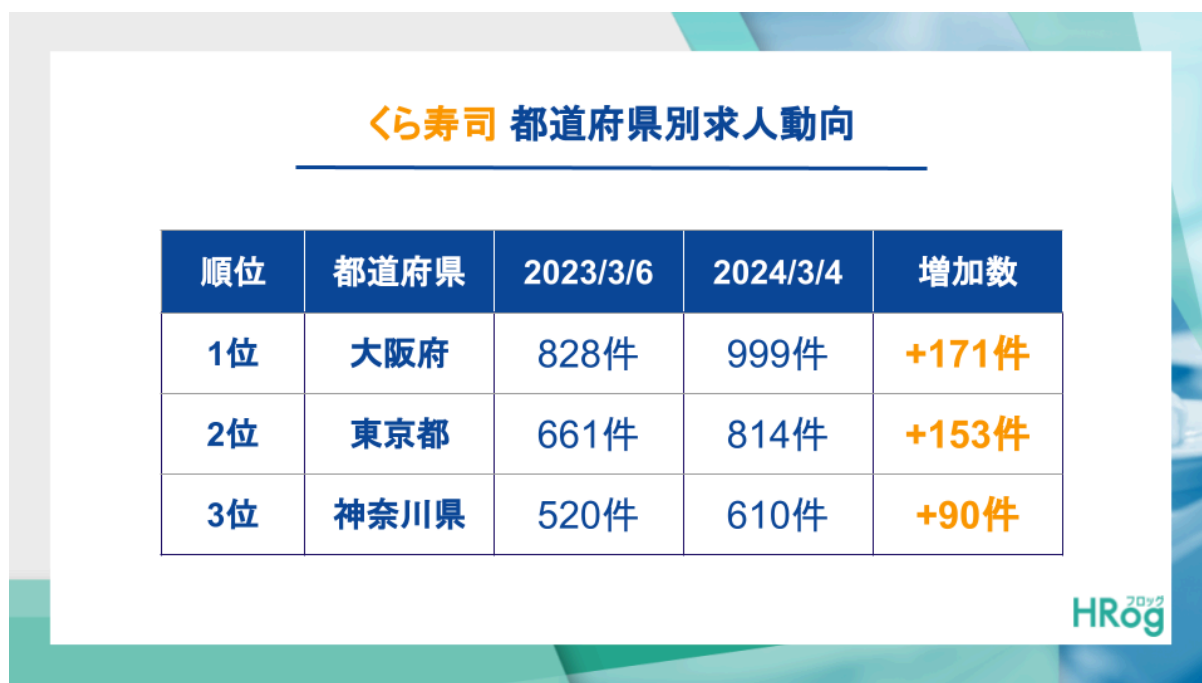 くら寿司 都道府県別求人動向
順位 都道府県 2023/3/6 2024/3/4 増加数
1位 大阪府 828件 999件 +171件
2位 東京都 661件 814件 +153件
3位 神奈川県 520件 610件 +90件
フロッグ
HRog